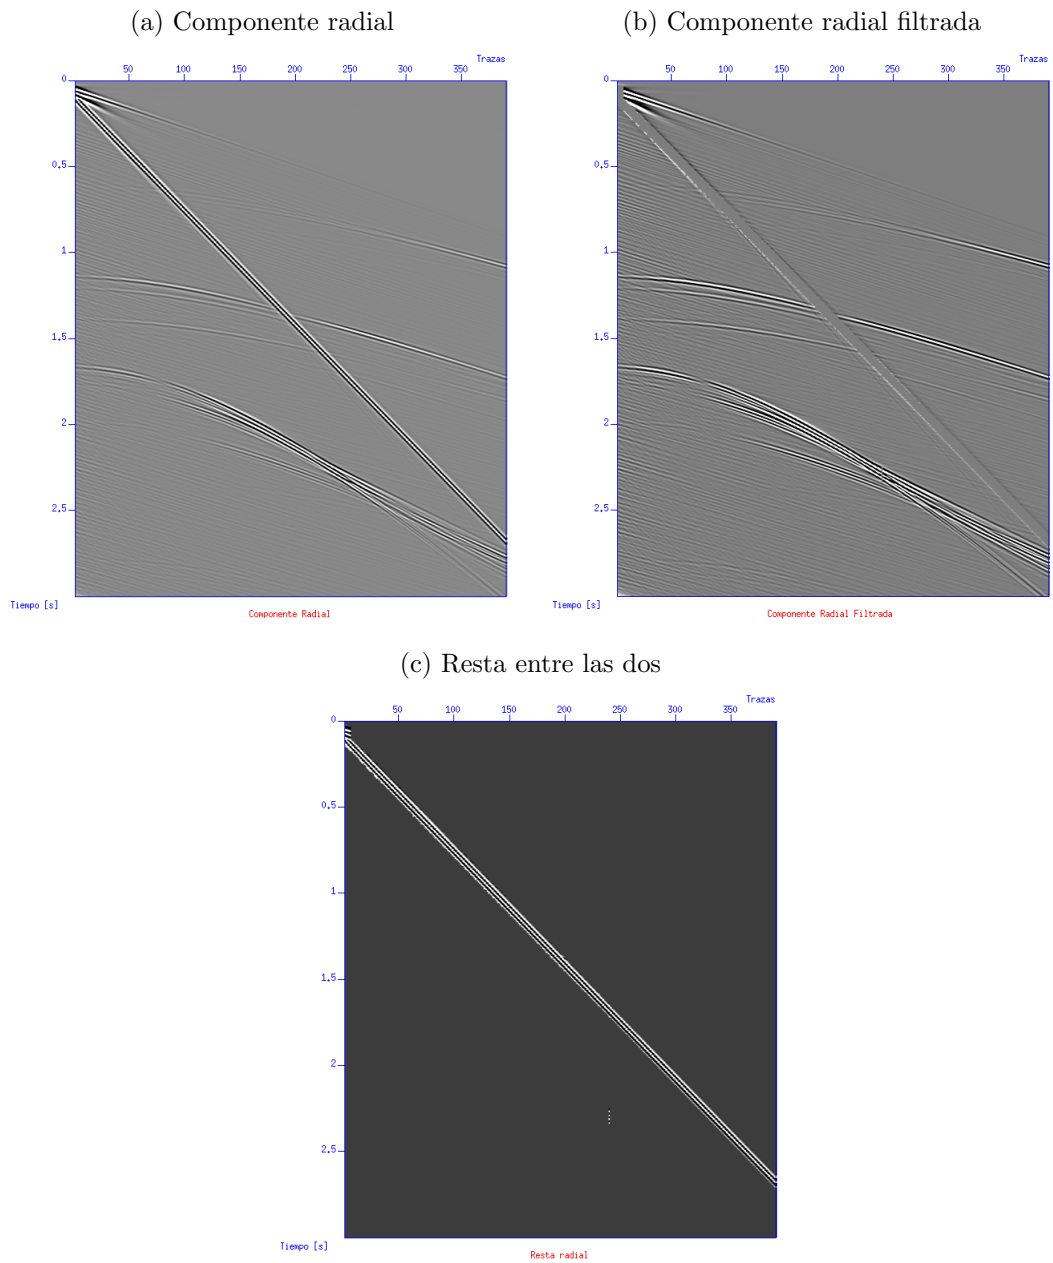 (a) Componente radial
(b) Componente radial filtrada
Trazas
50 100 150 200 250 300 350
0
0.5
1
1.5
2
2.5
Tiempo [s]
Componente Radial
Trazas
50 100 150 200 250 300 350
0
0.5
1
1.5
2
2.5
Tiempo [s]
Componente Radial Filtrada
(c) Resta entre las dos
Trazas
50 100 150 200 250 300 350
0
0.5
1
1.5
2
2.5
Tiempo [s]
Resta radial